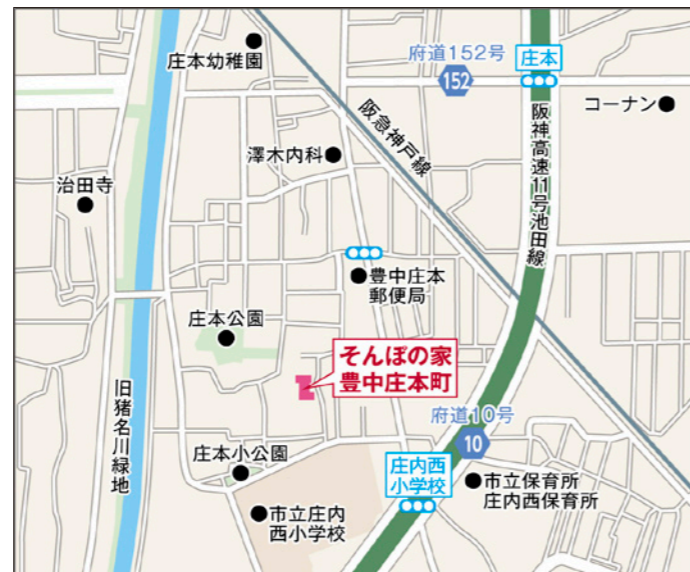 庄本幼稚園
府道152号
152
庄本
コーナン
阪急神戸線
阪神高速11号池田線
澤木内科
治田寺
豊中庄本
郵便局
庄本公園
そんぽの家
豊中庄本町
府道10号
10
旧猪名川緑地
庄本小公園
庄内西
小学校
市立保育所
庄内西保育所
市立庄内
西小学校